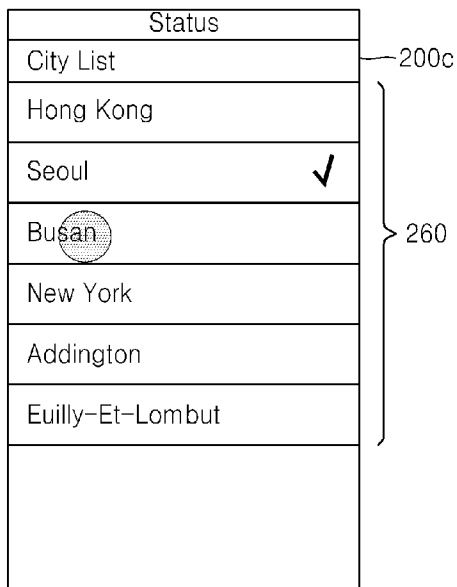 Status
City List
200c
Hong Kong
Seoul
Busan
260
New York
Addington
Euilly-Et-Lombut